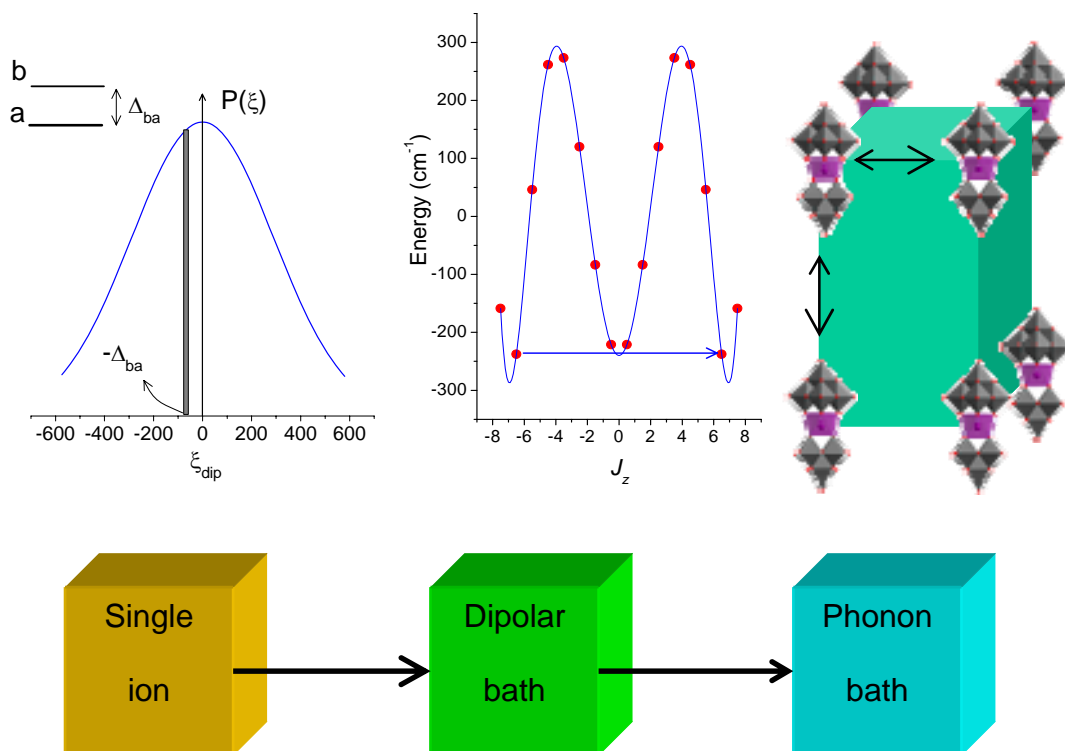 b
a
Δba
P(ξ)
-Δba
-600 -400 -200 0 200 400 600
ξdip
Energy (cm-1)
300
200
100
0
-100
-200
-300
-8 -6 -4 -2 0 2 4 6 8
Jz
Single
ion
Dipolar
bath
Phonon
bath